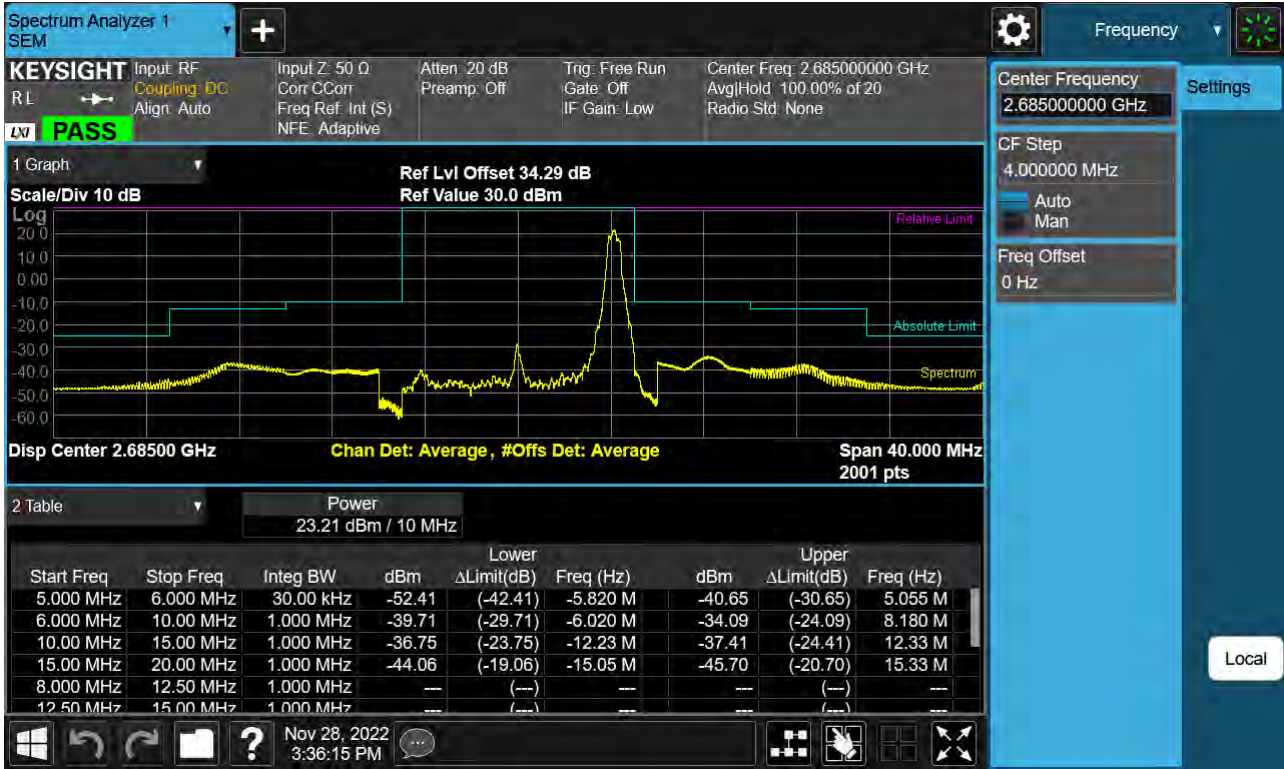 Spectrum Analyzer 1
SEM
Frequency
KEYSIGHT
R L
LXI
PASS
Input: RF
Coupling: DC
Align: Auto
Input Z: 50 Ω
Corr CCorr
Freq Ref: Int (S)
NFE: Adaptive
Atten: 20 dB
Preamp: Off
Trig: Free Run
Gate: Off
IF Gain: Low
Center Freq: 2.685000000 GHz
Avg|Hold: 100.00% of 20
Radio Std: None
Center Frequency
2.685000000 GHz
Settings
CF Step
4.000000 MHz
Auto
Man
Freq Offset
0 Hz
1 Graph
Scale/Div 10 dB
Ref Lvl Offset 34.29 dB
Ref Value 30.0 dBm
Log
20.0
10.0
0.00
-10.0
-20.0
-30.0
-40.0
-50.0
-60.0
Relative Limit
Absolute Limit
Spectrum
Disp Center 2.68500 GHz
Chan Det: Average, #Offs Det: Average
Span 40.000 MHz
2001 pts
2 Table
Power
23.21 dBm / 10 MHz
Lower Upper
Start Freq Stop Freq Integ BW dBm ΔLimit(dB) Freq (Hz) dBm ΔLimit(dB) Freq (Hz)
5.000 MHz 6.000 MHz 30.00 kHz -52.41 (-42.41) -5.820 M -40.65 (-30.65) 5.055 M
6.000 MHz 10.00 MHz 1.000 MHz -39.71 (-29.71) -6.020 M -34.09 (-24.09) 8.180 M
10.00 MHz 15.00 MHz 1.000 MHz -36.75 (-23.75) -12.23 M -37.41 (-24.41) 12.33 M
15.00 MHz 20.00 MHz 1.000 MHz -44.06 (-19.06) -15.05 M -45.70 (-20.70) 15.33 M
8.000 MHz 12.50 MHz 1.000 MHz --- (---) --- --- (---) ---
12.50 MHz 15.00 MHz 1.000 MHz --- (---) --- --- (---) ---
Local
Nov 28, 2022
3:36:15 PM